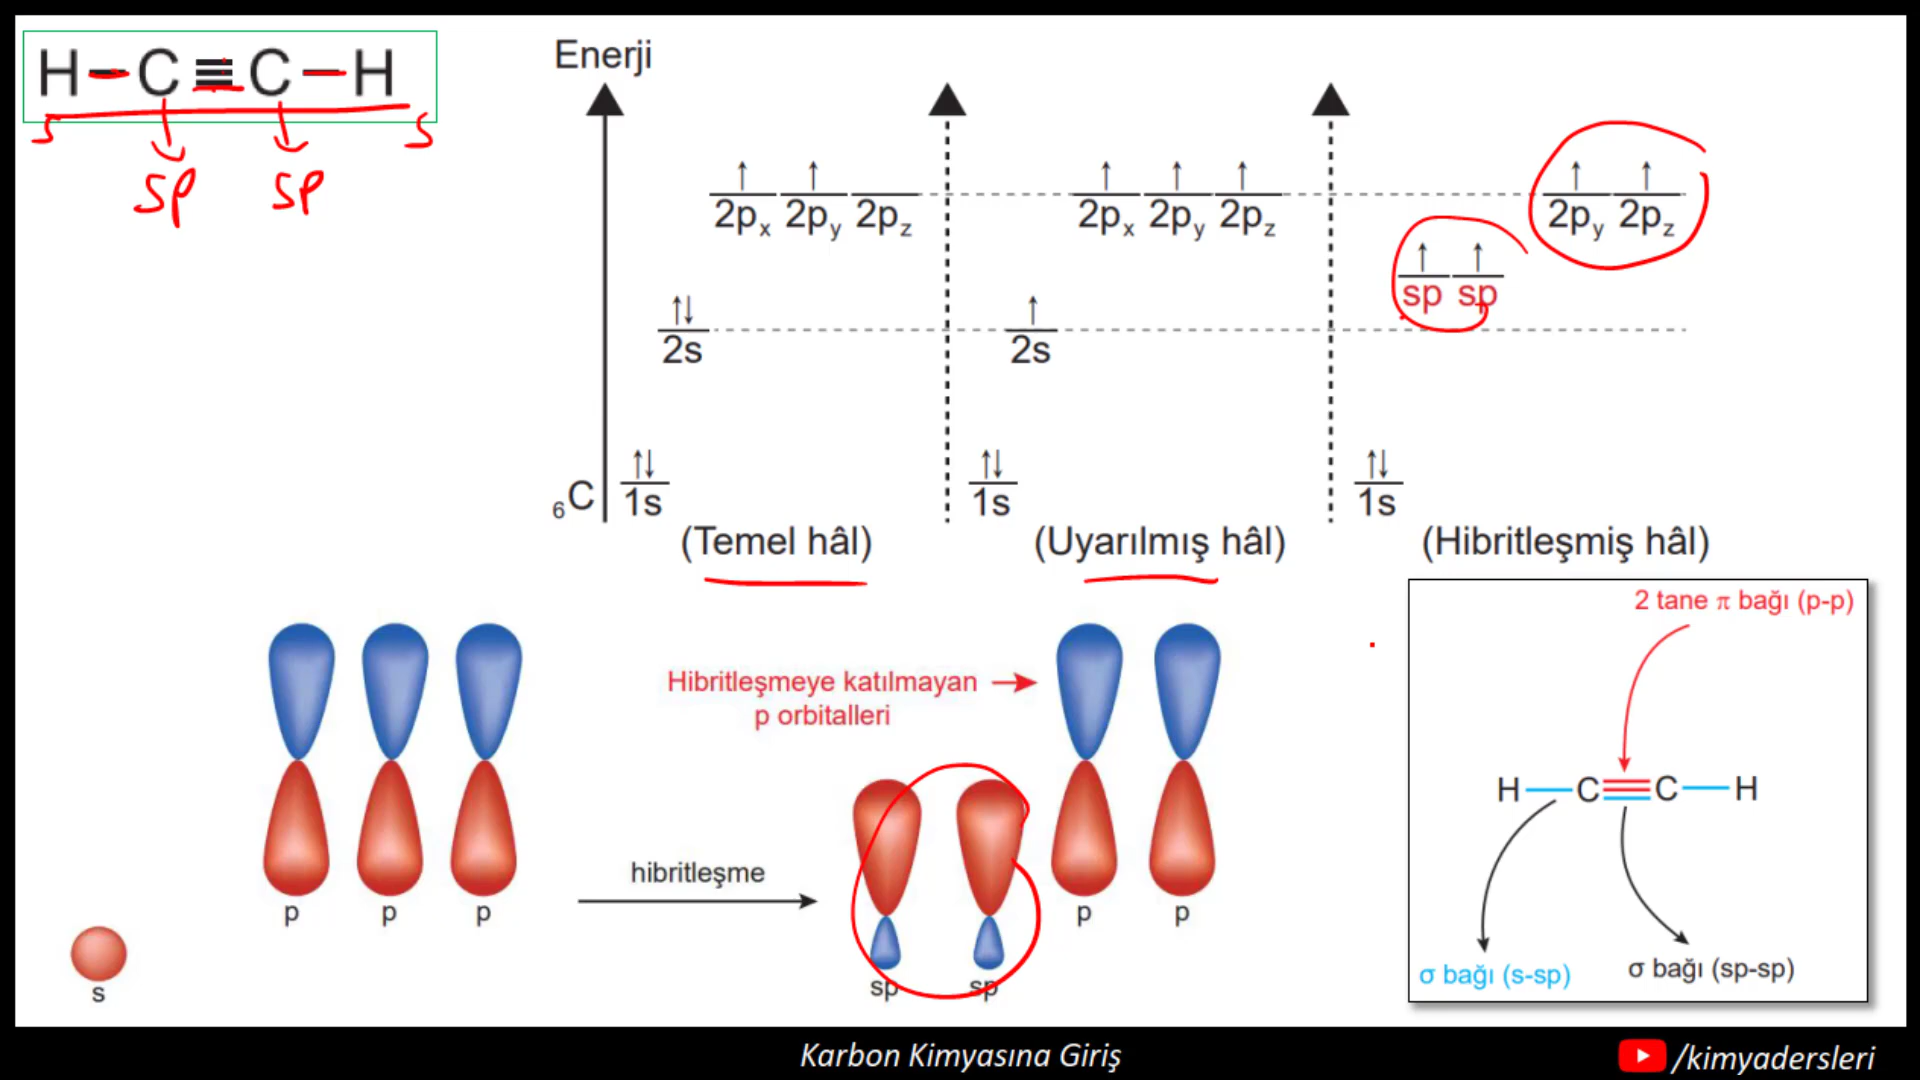 H-C≡C-H
S S
sp sp
Enerji
↑ ↑
2px 2py 2pz
↑ ↑ ↑
2px 2py 2pz
↑ ↑
2py 2pz
↑ ↑
sp sp
↑↓
2s
↑
2s
₆C
↑↓
1s
↑↓
1s
↑↓
1s
(Temel hâl)
(Uyarılmış hâl)
(Hibritleşmiş hâl)
s
p p p
hibritleşme
Hibritleşmeye katılmayan
p orbitalleri
sp sp
p p
2 tane π bağı (p-p)
H-C≡C-H
σ bağı (s-sp)
σ bağı (sp-sp)
Karbon Kimyasına Giriş
/kimyadersleri